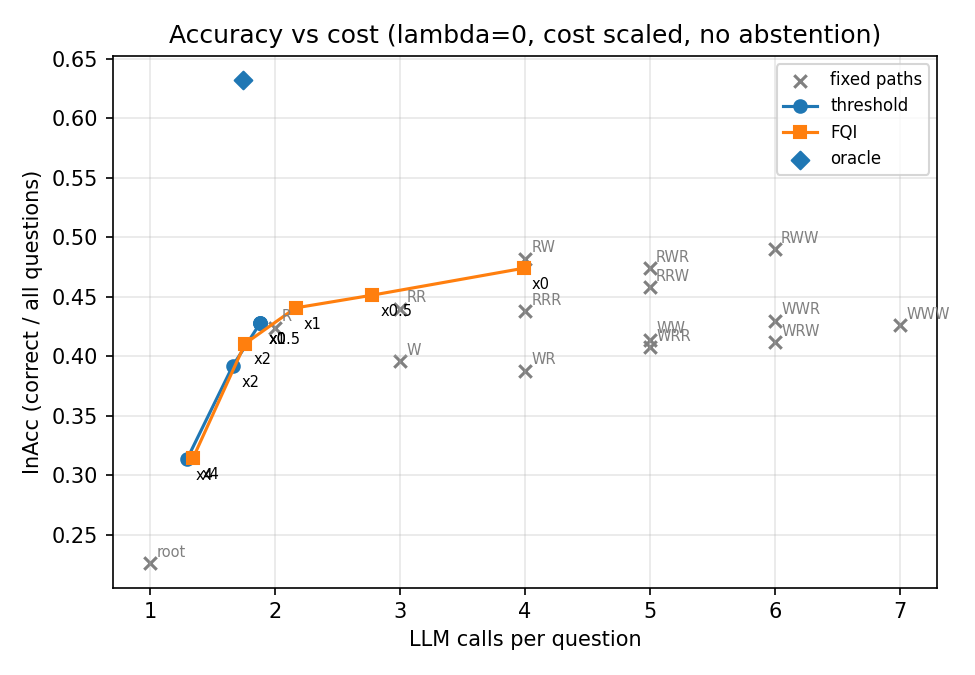 Accuracy vs cost (lambda=0, cost scaled, no abstention)
InAcc (correct / all questions)
0.65
0.60
0.55
0.50
0.45
0.40
0.35
0.30
0.25
fixed paths
threshold
FQI
oracle
RW
RWR
RRW
RWW
x0
RR
x0.5
RRR
R
x1
x0.5
x1
WW
WRR
WWR
WRW
WWW
x2
x2
W
WR
x4
x4
root
1 2 3 4 5 6 7
LLM calls per question